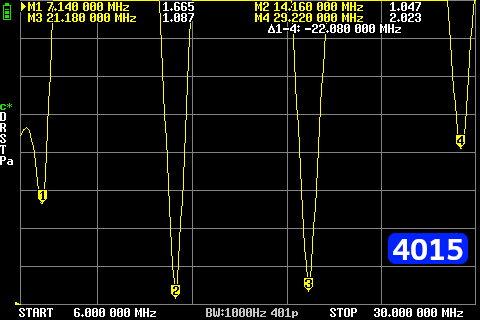 M1 7.140 000 MHz 1.665 M2 14.160 000 MHz 1.047
M3 21.180 000 MHz 1.087 M4 29.220 000 MHz 2.023
Δ1-4: -22.080 000 MHz
c*
D
R
S
T
Pa
1
2
3
4
4015
START 6.000 000 MHz BW:1000Hz 401p STOP 30.000 000 MHz